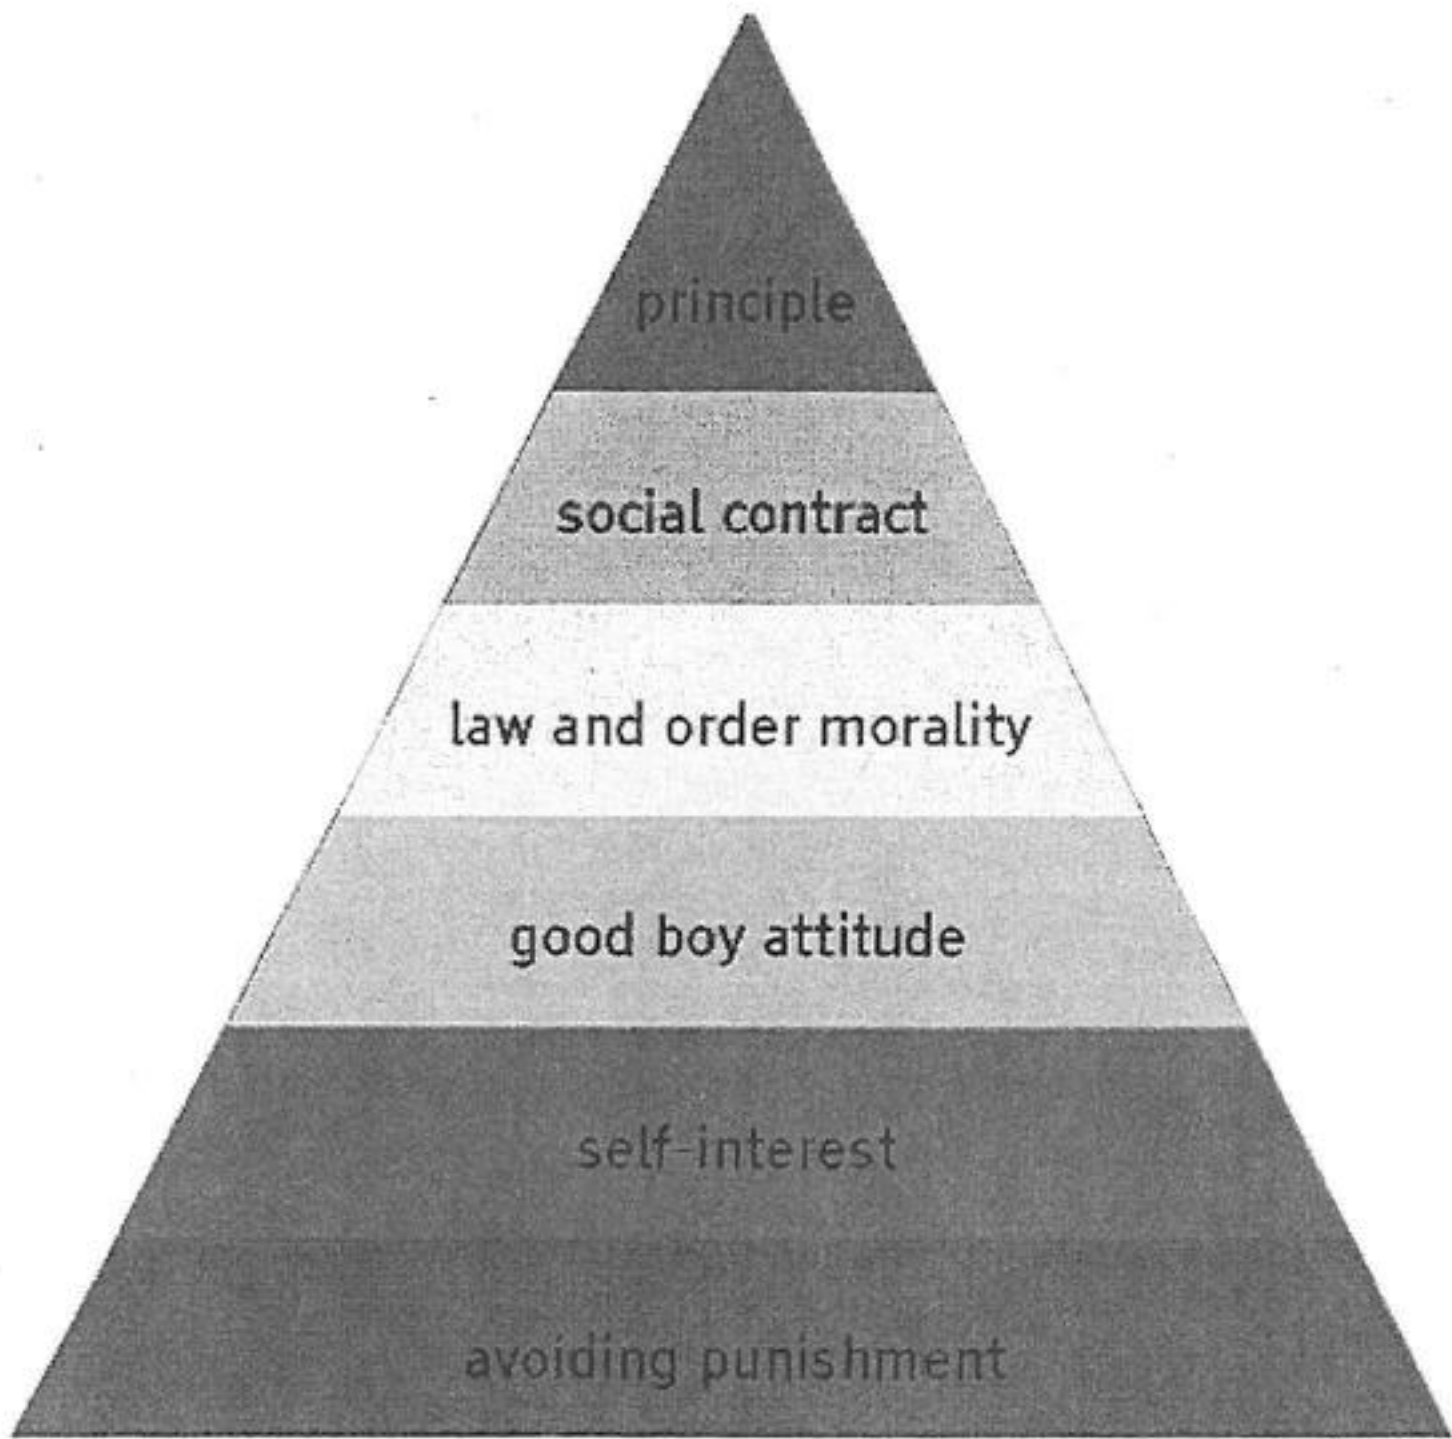 principle
social contract
law and order morality
good boy attitude
self-interest
avoiding punishment